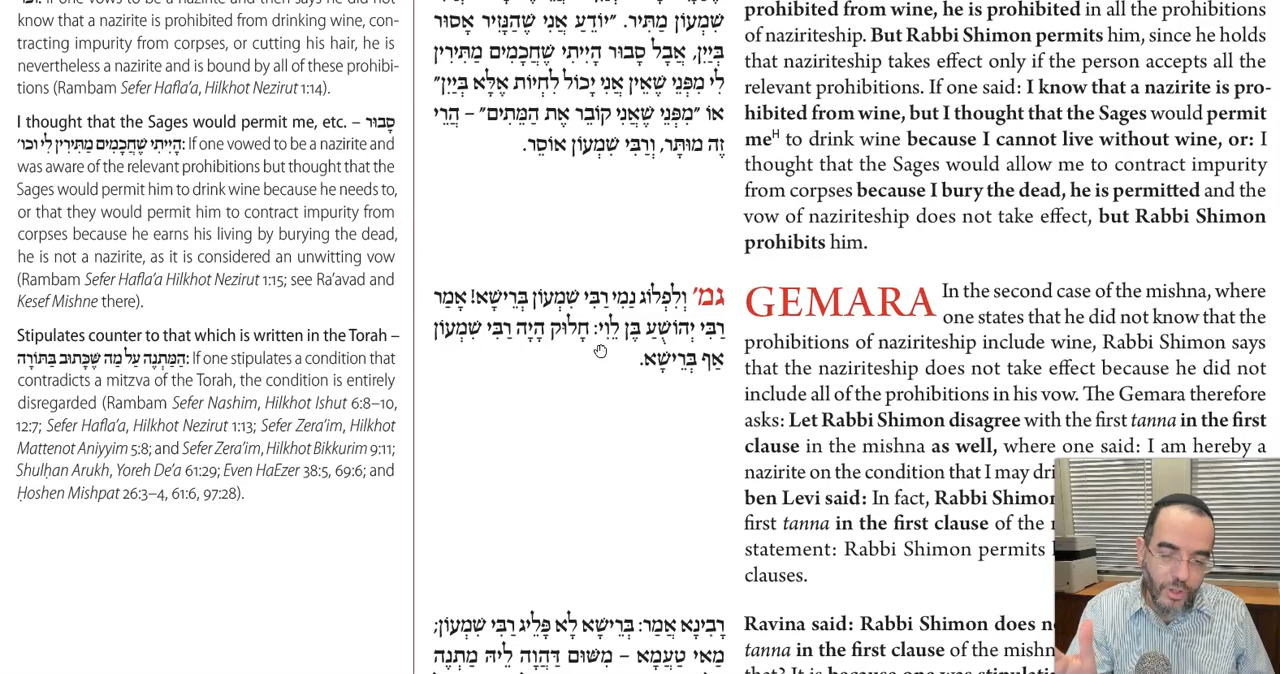 know that a nazirite is prohibited from drinking wine, con-
tracting impurity from corpses, or cutting his hair, he is
nevertheless a nazirite and is bound by all of these prohibi-
tions (Rambam Sefer Hafla'a, Hilkhot Nezirut 1:14).
I thought that the Sages would permit me, etc. – סָבוּר
הָיִיתִי שֶׁחֲכָמִים מַתִּירִין לִי וכו׳: If one vowed to be a nazirite and
was aware of the relevant prohibitions but thought that the
Sages would permit him to drink wine because he needs to,
or that they would permit him to contract impurity from
corpses because he earns his living by burying the dead,
he is not a nazirite, as it is considered an unwitting vow
(Rambam Sefer Hafla'a Hilkhot Nezirut 1:15; see Ra'avad and
Kesef Mishne there).
Stipulates counter to that which is written in the Torah –
הַמַּתְנֶה עַל מַה שֶּׁכָּתוּב בַּתּוֹרָה: If one stipulates a condition that
contradicts a mitzva of the Torah, the condition is entirely
disregarded (Rambam Sefer Nashim, Hilkhot Ishut 6:8–10,
12:7; Sefer Hafla'a, Hilkhot Nezirut 1:13; Sefer Zera'im, Hilkhot
Mattenot Aniyyim 5:8; and Sefer Zera'im, Hilkhot Bikkurim 9:11;
Shulḥan Arukh, Yoreh De'a 61:29; Even HaEzer 38:5, 69:6; and
Ḥoshen Mishpat 26:3–4, 61:6, 97:28).
שִׁמְעוֹן מַתִּיר. ״יוֹדֵעַ אֲנִי שֶׁהַנָּזִיר אָסוּר
בְּיַיִן, אֲבָל סָבוּר הָיִיתִי שֶׁחֲכָמִים מַתִּירִין
לִי מִפְּנֵי שֶׁאֵין אֲנִי יָכוֹל לִחְיוֹת אֶלָּא בְּיַיִן״
אוֹ ״מִפְּנֵי שֶׁאֲנִי קוֹבֵר אֶת הַמֵּתִים״ – הֲרֵי
זֶה מוּתָּר, וְרַבִּי שִׁמְעוֹן אוֹסֵר.
גמ׳ וְלִפְלוֹג נַמִי רַבִּי שִׁמְעוֹן בְּרֵישָׁא! אָמַר
רַבִּי יְהוֹשֻׁעַ בֶּן לֵוִי: חָלוּק הָיָה רַבִּי שִׁמְעוֹן
אַף בְּרֵישָׁא.
רָבִינָא אָמַר: בְּרֵישָׁא לָא פָּלֵיג רַבִּי שִׁמְעוֹן;
מַאי טַעֲמָא – מִשּׁוּם דַּהֲוָה לֵיהּ מַתְנֶה
prohibited from wine, he is prohibited in all the prohibitions
of naziriteship. But Rabbi Shimon permits him, since he holds
that naziriteship takes effect only if the person accepts all the
relevant prohibitions. If one said: I know that a nazirite is pro-
hibited from wine, but I thought that the Sages would permit
meᴴ to drink wine because I cannot live without wine, or: I
thought that the Sages would allow me to contract impurity
from corpses because I bury the dead, he is permitted and the
vow of naziriteship does not take effect, but Rabbi Shimon
prohibits him.
GEMARA In the second case of the mishna, where
one states that he did not know that the
prohibitions of naziriteship include wine, Rabbi Shimon says
that the naziriteship does not take effect because he did not
include all of the prohibitions in his vow. The Gemara therefore
asks: Let Rabbi Shimon disagree with the first tanna in the first
clause in the mishna as well, where one said: I am hereby a
nazirite on the condition that I may dri
ben Levi said: In fact, Rabbi Shimon
first tanna in the first clause of the
statement: Rabbi Shimon permits
clauses.
Ravina said: Rabbi Shimon does
tanna in the first clause of the mishn